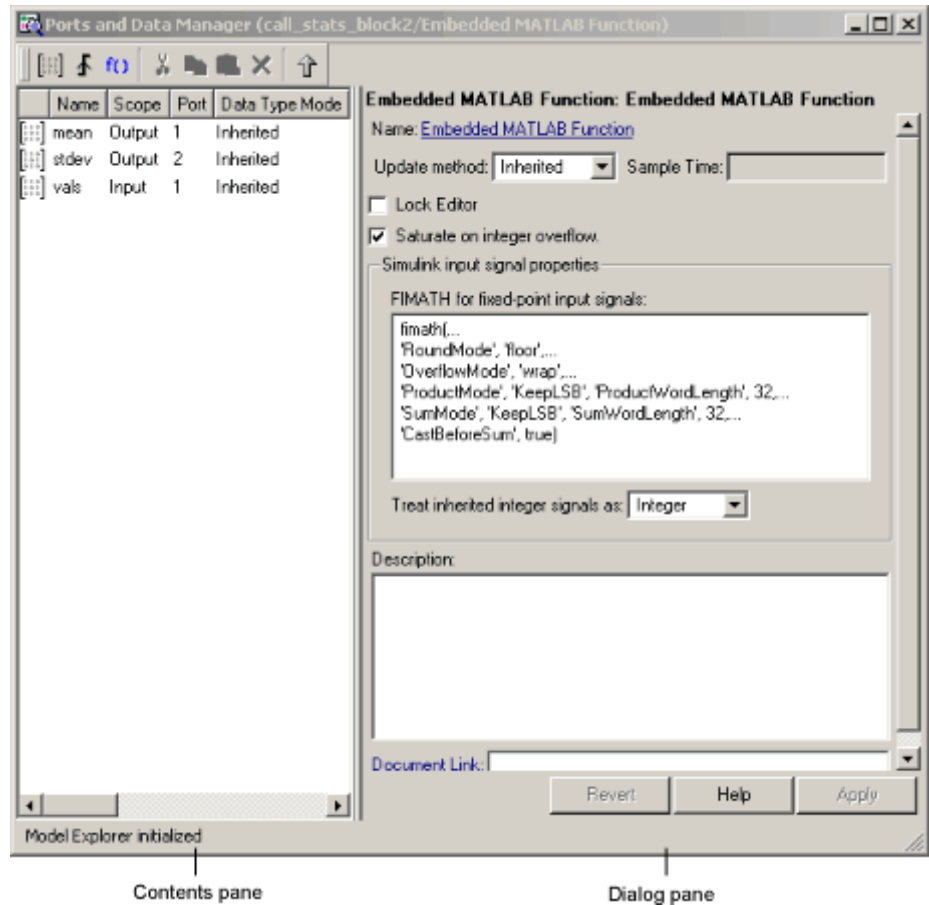 Ports and Data Manager (call_stats_block2/Embedded MATLAB Function)
f()
Name Scope Port Data Type Mode
mean Output 1 Inherited
stdev Output 2 Inherited
vals Input 1 Inherited
Embedded MATLAB Function: Embedded MATLAB Function
Name: Embedded MATLAB Function
Update method: Inherited Sample Time:
Lock Editor
Saturate on integer overflow.
Simulink input signal properties
FIMATH for fixed-point input signals:
fimath(...
'RoundMode', 'floor',...
'OverflowMode', 'wrap',...
'ProductMode', 'KeepLSB', 'ProductWordLength', 32,...
'SumMode', 'KeepLSB', 'SumWordLength', 32,...
'CastBeforeSum', true)
Treat inherited integer signals as: Integer
Description:
Document Link:
Revert Help Apply
Model Explorer initialized
Contents pane
Dialog pane